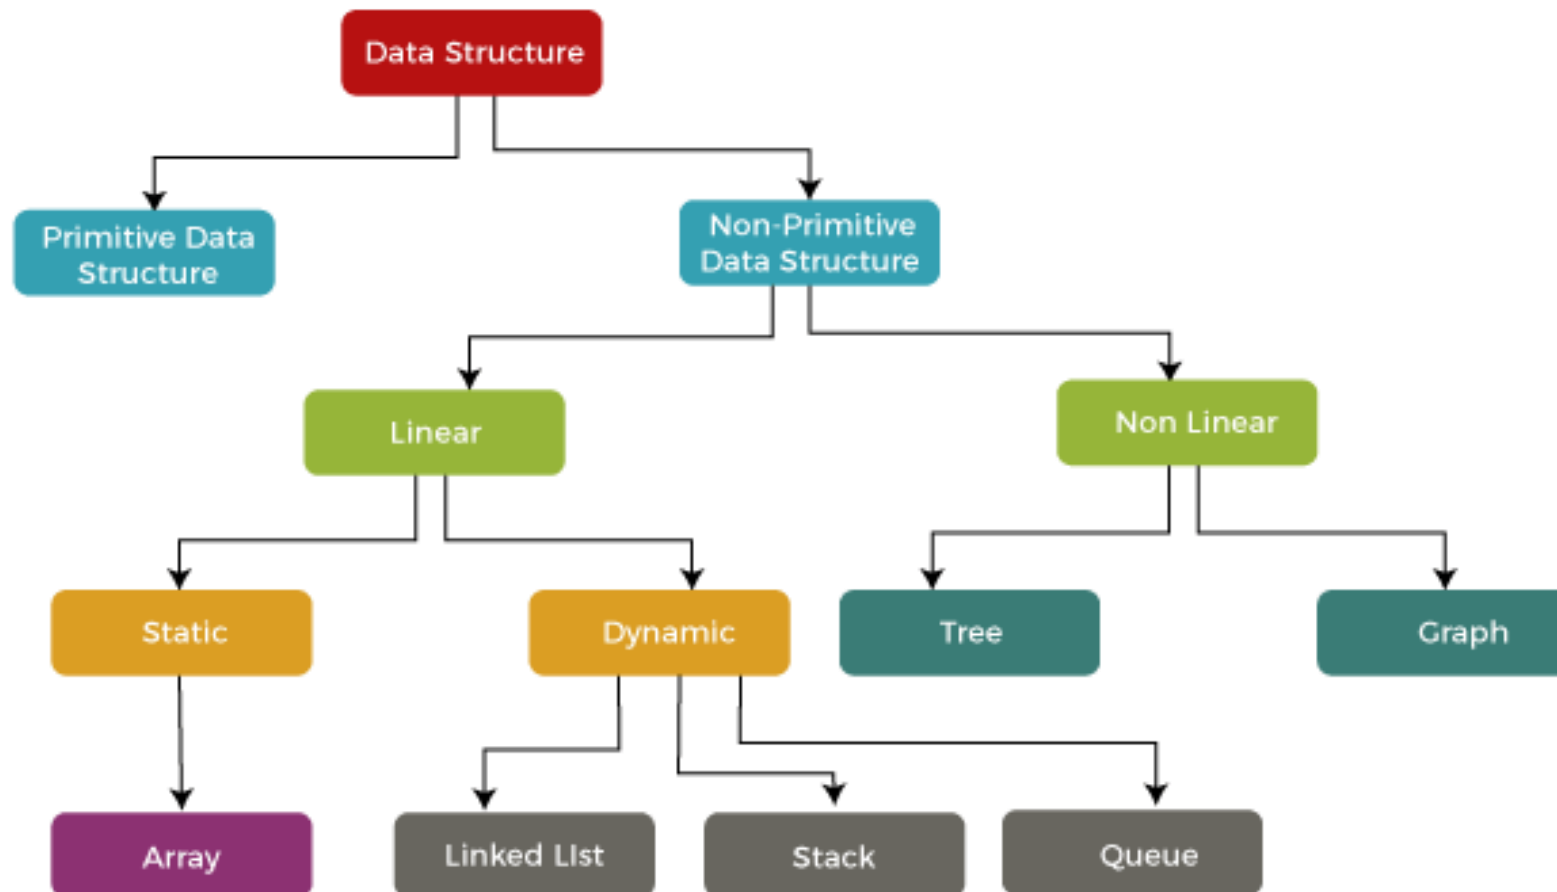 Data Structure
Primitive Data
Structure
Non-Primitive
Data Structure
Linear
Non Linear
Static
Dynamic
Tree
Graph
Array
Linked LIst
Stack
Queue